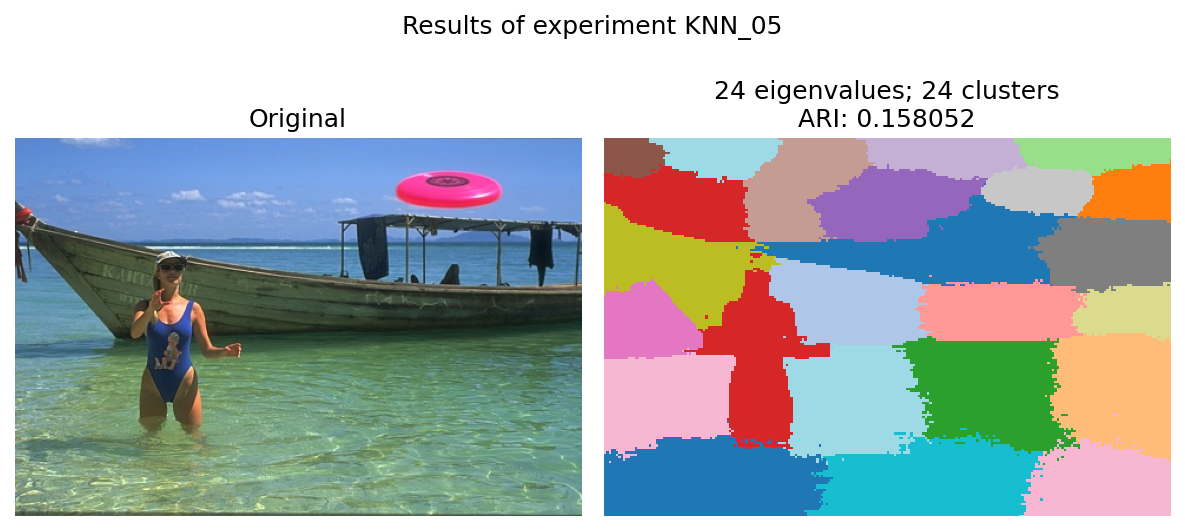 Results of experiment KNN_05
Original
24 eigenvalues; 24 clusters
ARI: 0.158052